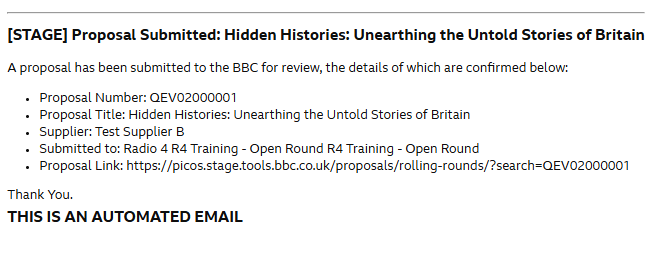 [STAGE] Proposal Submitted: Hidden Histories: Unearthing the Untold Stories of Britain
A proposal has been submitted to the BBC for review, the details of which are confirmed below:
• Proposal Number: QEV02000001
• Proposal Title: Hidden Histories: Unearthing the Untold Stories of Britain
• Supplier: Test Supplier B
• Submitted to: Radio 4 R4 Training - Open Round R4 Training - Open Round
• Proposal Link: https://picos.stage.tools.bbc.co.uk/proposals/rolling-rounds/?search=QEV02000001
Thank You.
THIS IS AN AUTOMATED EMAIL